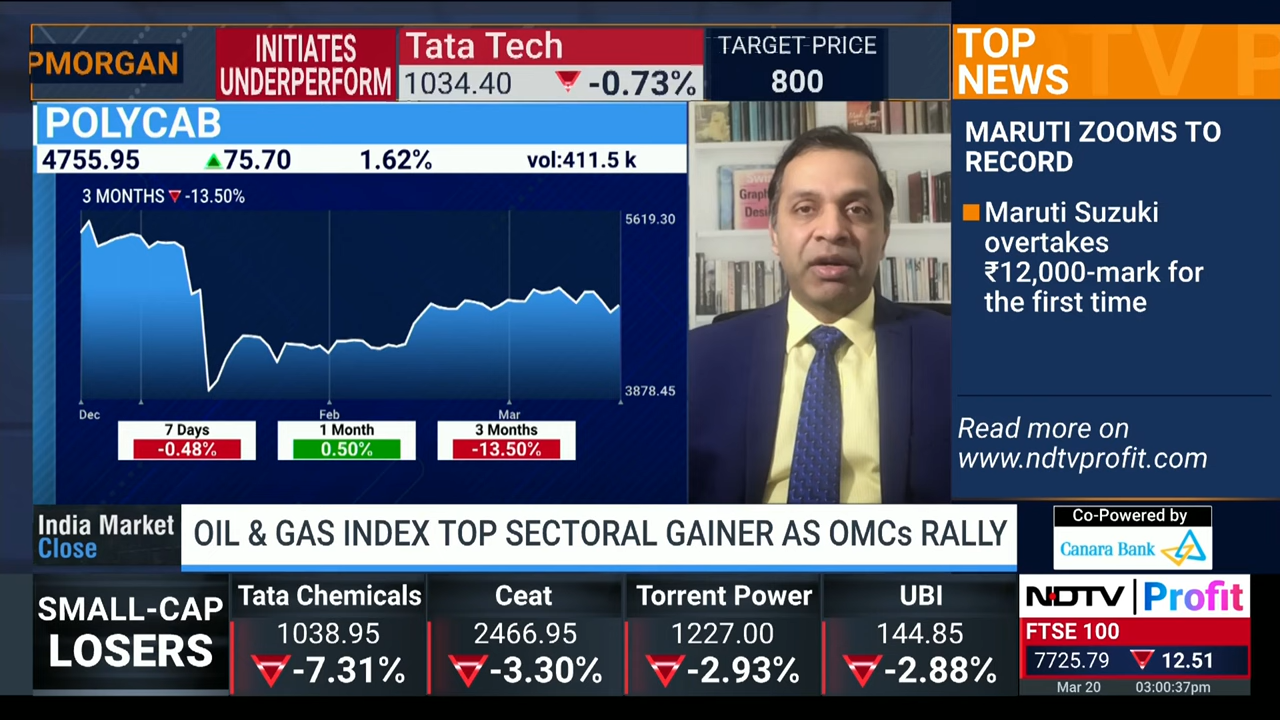 PMORGAN
INITIATES
UNDERPERFORM
Tata Tech
1034.40 ▼ -0.73%
TARGET PRICE
800
TOP
NEWS
POLYCAB
4755.95 ▲75.70 1.62% vol:411.5 k
3 MONTHS ▼ -13.50%
5619.30
3878.45
Dec Feb Mar
7 Days
-0.48%
1 Month
0.50%
3 Months
-13.50%
Graph
Desi
MARUTI ZOOMS TO
RECORD
Maruti Suzuki
overtakes
₹12,000-mark for
the first time
Read more on
www.ndtvprofit.com
India Market
Close
OIL & GAS INDEX TOP SECTORAL GAINER AS OMCs RALLY
Co-Powered by
Canara Bank
SMALL-CAP
LOSERS
Tata Chemicals
1038.95
▼ -7.31%
Ceat
2466.95
▼ -3.30%
Torrent Power
1227.00
▼ -2.93%
UBI
144.85
▼ -2.88%
NDTV Profit
FTSE 100
7725.79 ▼ 12.51
Mar 20 03:00:37pm